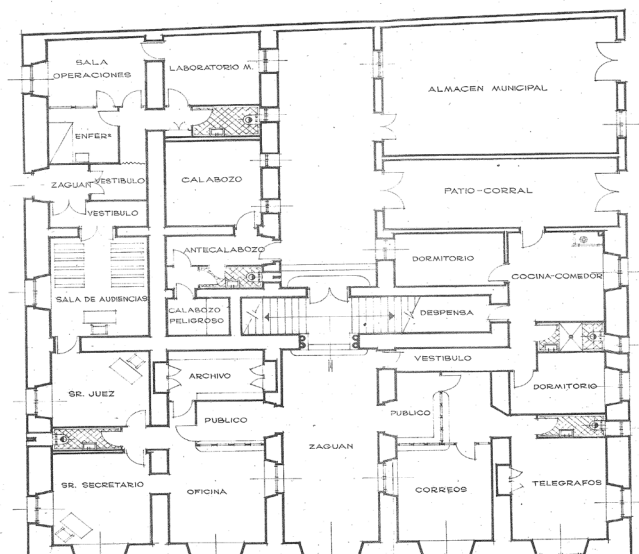 SALA
OPERACIONES
LABORATORIO M.
ALMACEN MUNICIPAL
ENFERª
ZAGUAN
VESTIBULO
CALABOZO
PATIO-CORRAL
VESTIBULO
ANTECALABOZO
DORMITORIO
COCINA-COMEDOR
SALA DE AUDIENCIAS
CALABOZO
PELIGROSO
DESPENSA
VESTIBULO
ARCHIVO
SR. JUEZ
DORMITORIO
PUBLICO
PUBLICO
ZAGUAN
SR. SECRETARIO
OFICINA
CORREOS
TELEGRAFOS